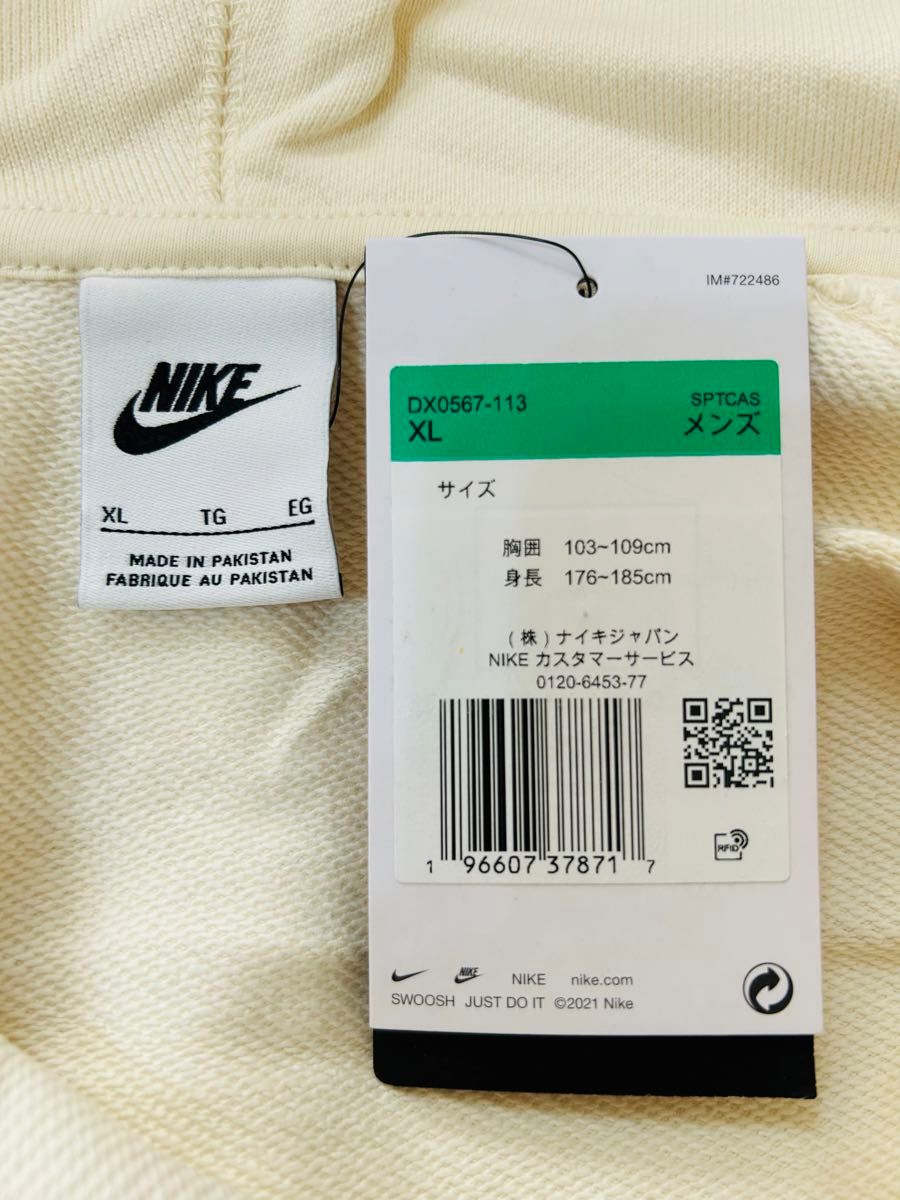 NIKE
XL TG EG
MADE IN PAKISTAN
FABRIQUE AU PAKISTAN
IM#722486
DX0567-113 SPTCAS
XL メンズ
サイズ
胸囲 103~109cm
身長 176~185cm
(株)ナイキジャパン
NIKE カスタマーサービス
0120-6453-77
1 96607 37871 7
RFID
NIKE NIKE nike.com
SWOOSH JUST DO IT ©2021 Nike